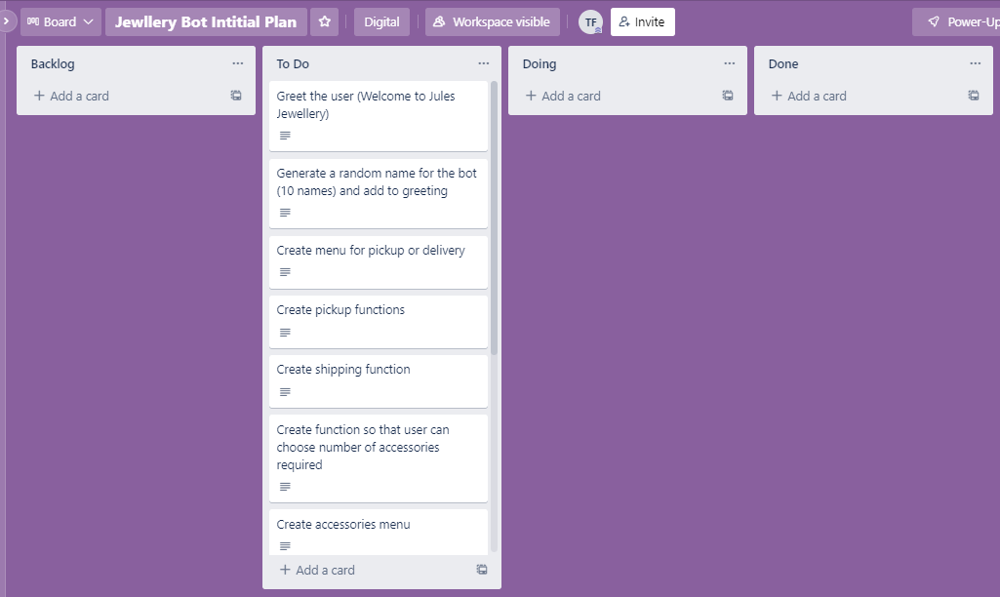 Board
Jewllery Bot Intitial Plan
Digital
Workspace visible
TF
Invite
Power-Up
Backlog
Add a card
To Do
Greet the user (Welcome to Jules
Jewellery)
Generate a random name for the bot
(10 names) and add to greeting
Create menu for pickup or delivery
Create pickup functions
Create shipping function
Create function so that user can
choose number of accessories
required
Create accessories menu
Add a card
Doing
Add a card
Done
Add a card